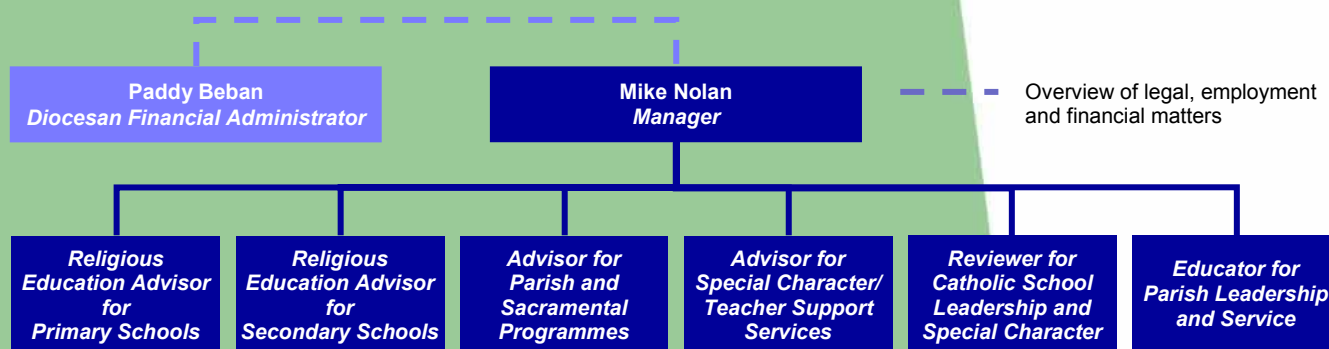 Paddy Beban
Diocesan Financial Administrator
Mike Nolan
Manager
Overview of legal, employment
and financial matters
Religious
Education Advisor
for
Primary Schools
Religious
Education Advisor
for
Secondary Schools
Advisor for
Parish and
Sacramental
Programmes
Advisor for
Special Character/
Teacher Support
Services
Reviewer for
Catholic School
Leadership and
Special Character
Educator for
Parish Leadership
and Service